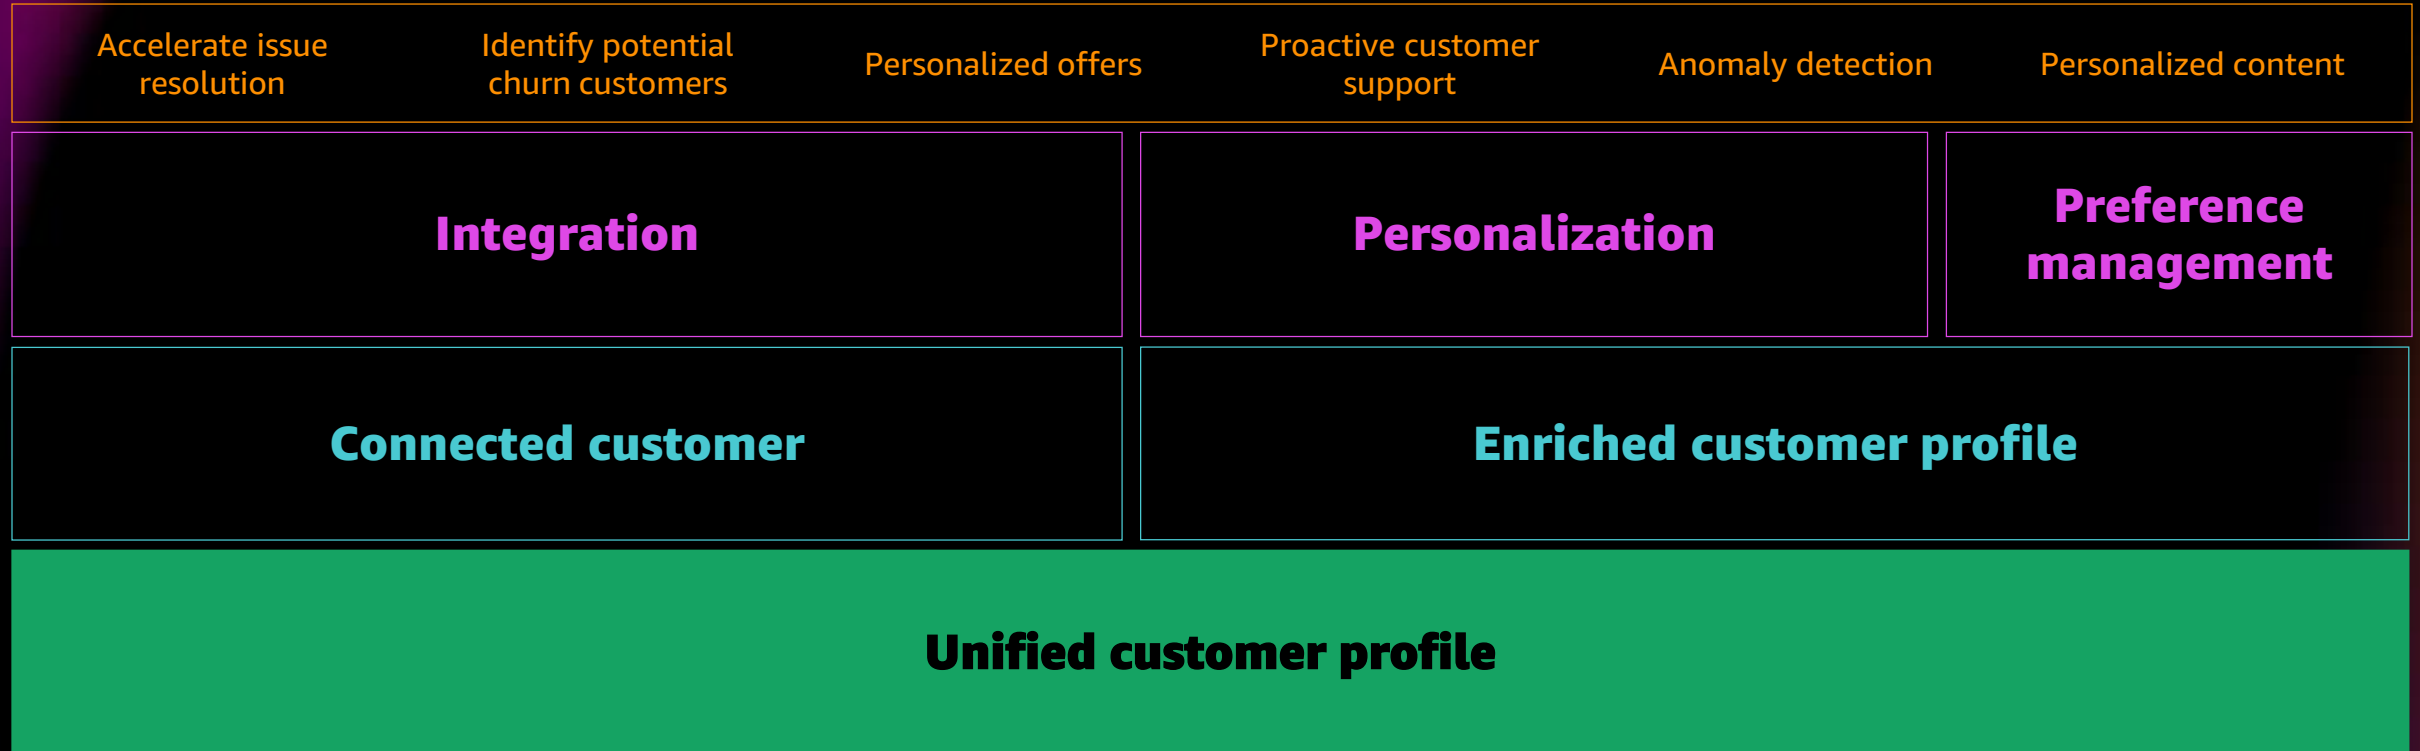 Accelerate issue
resolution
Identify potential
churn customers
Personalized offers
Proactive customer
support
Anomaly detection
Personalized content
Integration
Personalization
Preference
management
Connected customer
Enriched customer profile
Unified customer profile